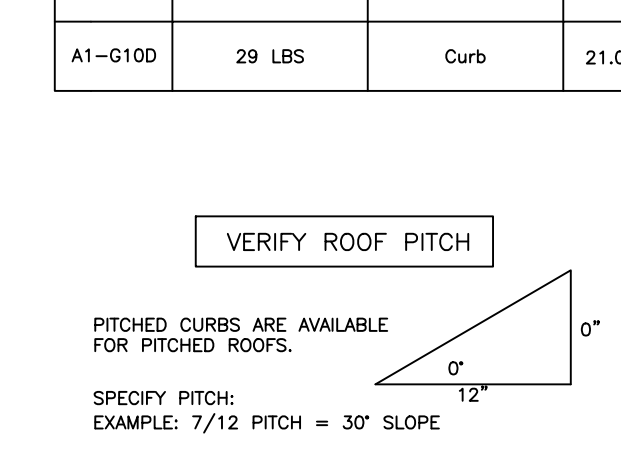 A1-G10D 29 LBS Curb
VERIFY ROOF PITCH
PITCHED CURBS ARE AVAILABLE
FOR PITCHED ROOFS.
0"
0°
12"
SPECIFY PITCH:
EXAMPLE: 7/12 PITCH = 30° SLOPE